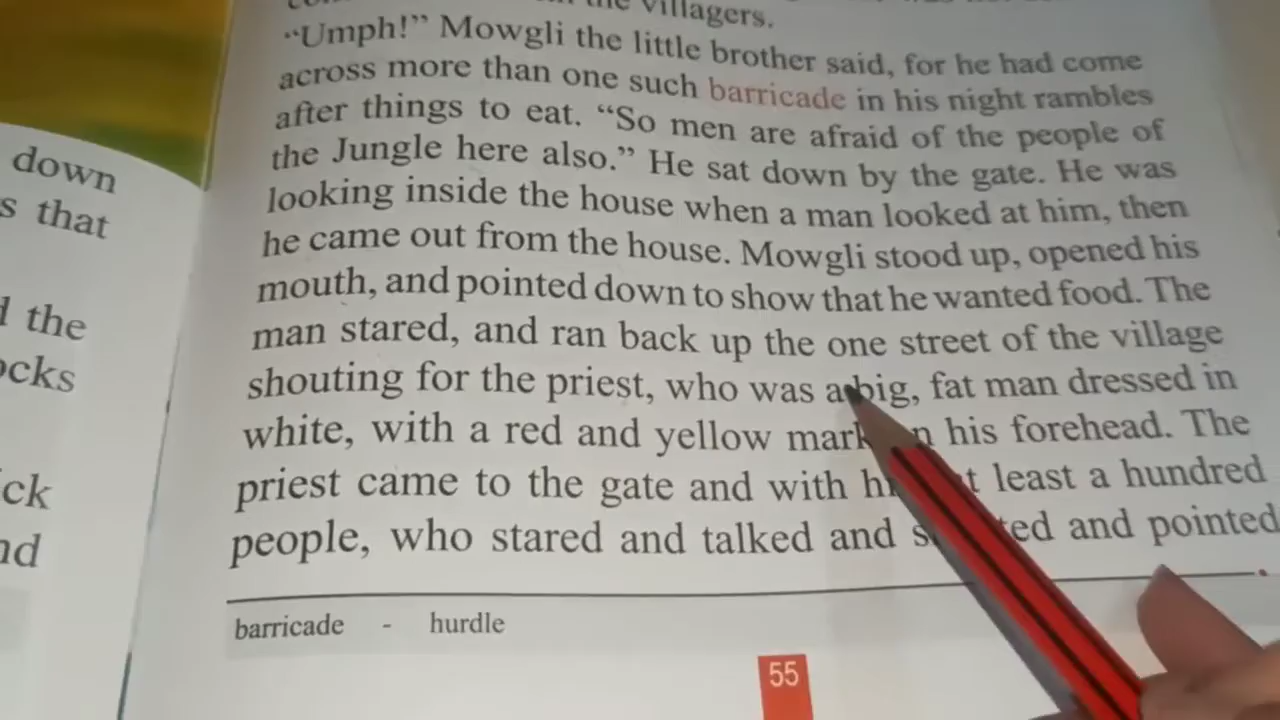 down
s that
d the
ocks
ck
nd
the villagers.
“Umph!” Mowgli the little brother said, for he had come
across more than one such barricade in his night rambles
after things to eat. “So men are afraid of the people of
the Jungle here also.” He sat down by the gate. He was
looking inside the house when a man looked at him, then
he came out from the house. Mowgli stood up, opened his
mouth, and pointed down to show that he wanted food. The
man stared, and ran back up the one street of the village
shouting for the priest, who was a big, fat man dressed in
white, with a red and yellow mark his forehead. The
priest came to the gate and with least a hundred
people, who stared and talked and and pointed
barricade - hurdle
55